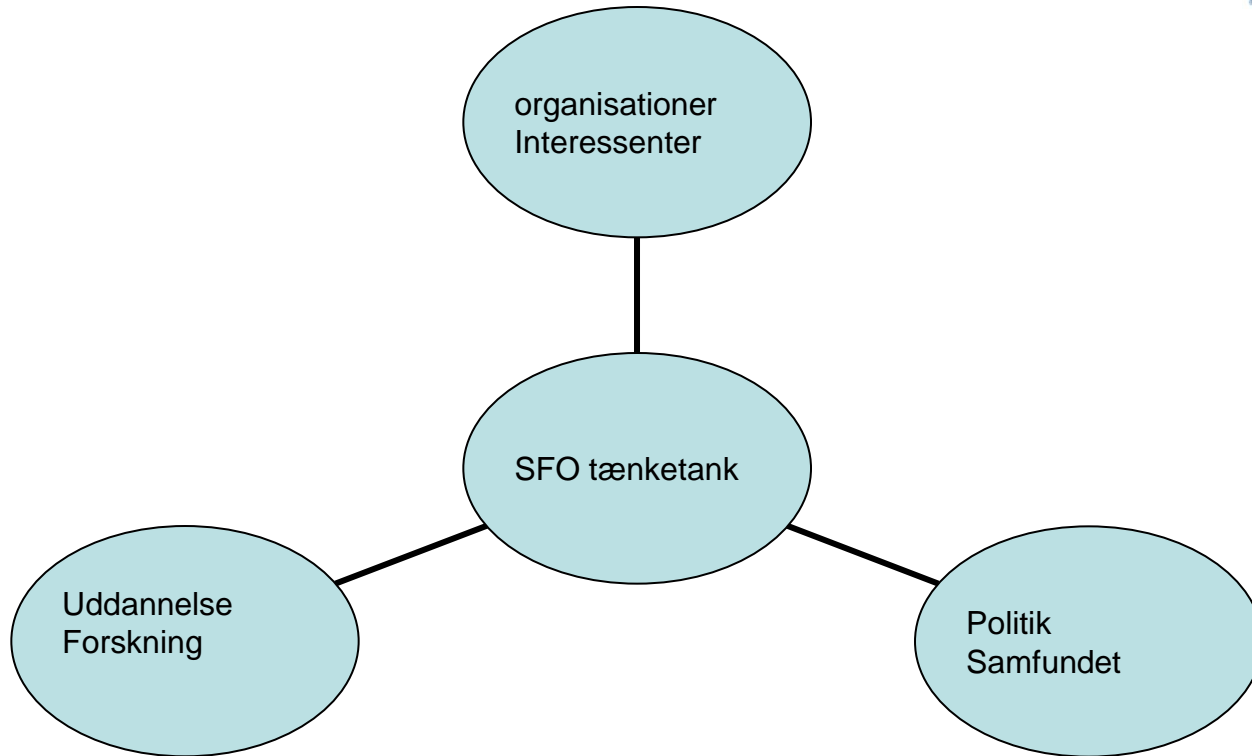 organisationer
Interessenter
SFO tænketank
Uddannelse
Forskning
Politik
Samfundet